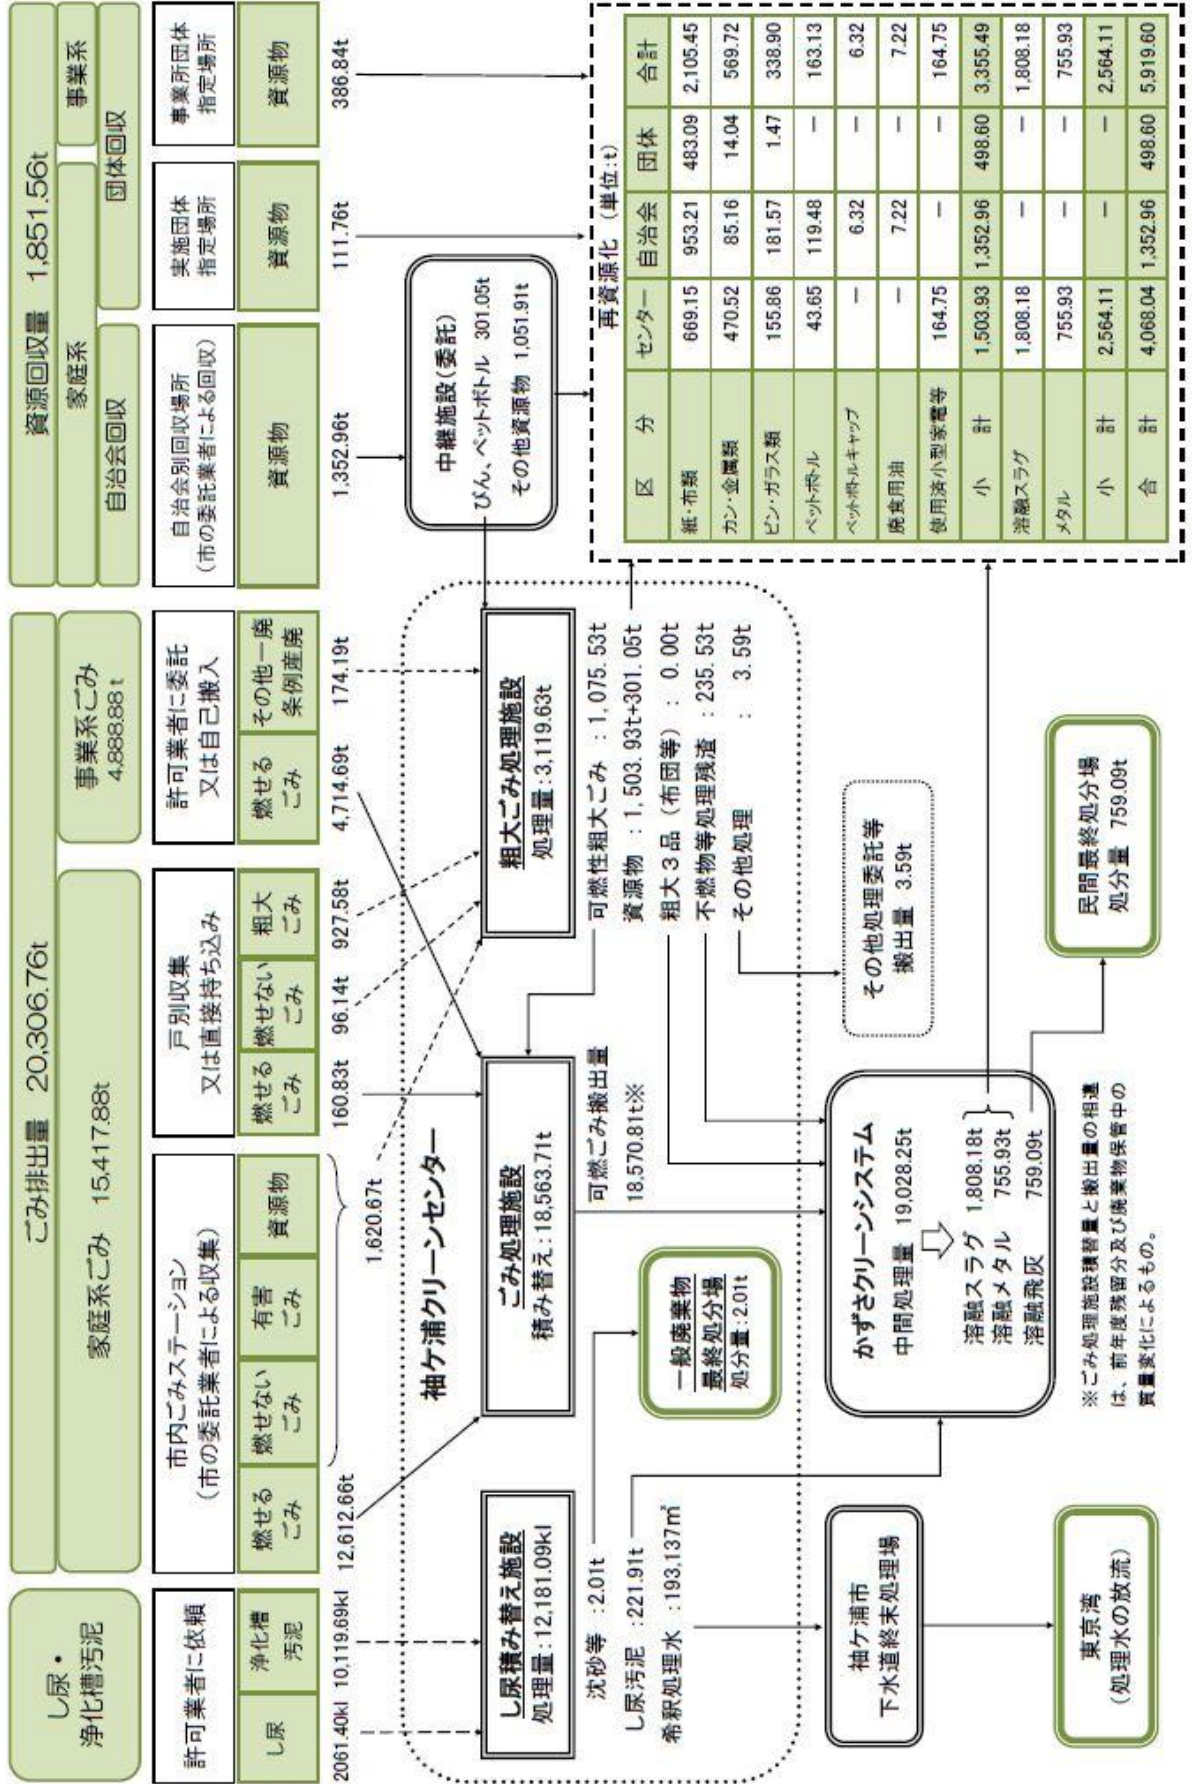 し尿・
浄化槽汚泥
ごみ排出量 20,306.76t
家庭系ごみ 15,417.88t
事業系ごみ
4,888.88 t
資源回収量 1,851.56t
家庭系
事業系
自治会回収
団体回収
許可業者に依頼
市内ごみステーション
(市の委託業者による収集)
戸別収集
又は直接持ち込み
許可業者に委託
又は自己搬入
自治会別回収場所
(市の委託業者による回収)
実施団体
指定場所
事業所団体
指定場所
し尿
浄化槽
汚泥
燃せる
ごみ
燃せない
ごみ
有害
ごみ
資源物
燃せる
ごみ
燃せない
ごみ
粗大
ごみ
燃せる
ごみ
その他一廃
条例産廃
資源物
資源物
資源物
2061.40kl
10,119.69kl
12,612.66t
1,620.67t
160.83t
96.14t
927.58t
4,714.69t
174.19t
1,352.96t
111.76t
386.84t
袖ケ浦クリーンセンター
中継施設(委託)
びん、ペットボトル 301.05t
その他資源物 1,051.91t
し尿積み替え施設
処理量:12,181.09kl
ごみ処理施設
積み替え:18,563.71t
粗大ごみ処理施設
処理量:3,119.63t
沈砂等 :2.01t
し尿汚泥 :221.91t
希釈処理水 :193,137㎥
可燃ごみ搬出量
18,570.81t※
可燃性粗大ごみ :1,075.53t
資源物 :1,503.93t+301.05t
粗大3品(布団等) : 0.00t
不燃物等処理残渣 :235.53t
その他処理 : 3.59t
一般廃棄物
最終処分場
処分量:2.01t
その他処理委託等
搬出量 3.59t
袖ケ浦市
下水道終末処理場
かずさクリーンシステム
中間処理量 19,028.25t
溶融スラグ 1,808.18t
溶融メタル 755.93t
溶融飛灰 759.09t
東京湾
(処理水の放流)
民間最終処分場
処分量 759.09t
※ごみ処理施設積替量と搬出量の相違
は、前年度残留分及び廃棄物保管中の
質量変化によるもの。
再資源化 (単位:t)
区 分 センター 自治会 団体 合計
紙・布類 669.15 953.21 483.09 2,105.45
カン・金属類 470.52 85.16 14.04 569.72
ビン・ガラス類 155.86 181.57 1.47 338.90
ペットボトル 43.65 119.48 － 163.13
ペットボトルキャップ － 6.32 － 6.32
廃食用油 － 7.22 － 7.22
使用済小型家電等 164.75 － － 164.75
小 計 1,503.93 1,352.96 498.60 3,355.49
溶融スラグ 1,808.18 － － 1,808.18
メタル 755.93 － － 755.93
小 計 2,564.11 － － 2,564.11
合 計 4,068.04 1,352.96 498.60 5,919.60